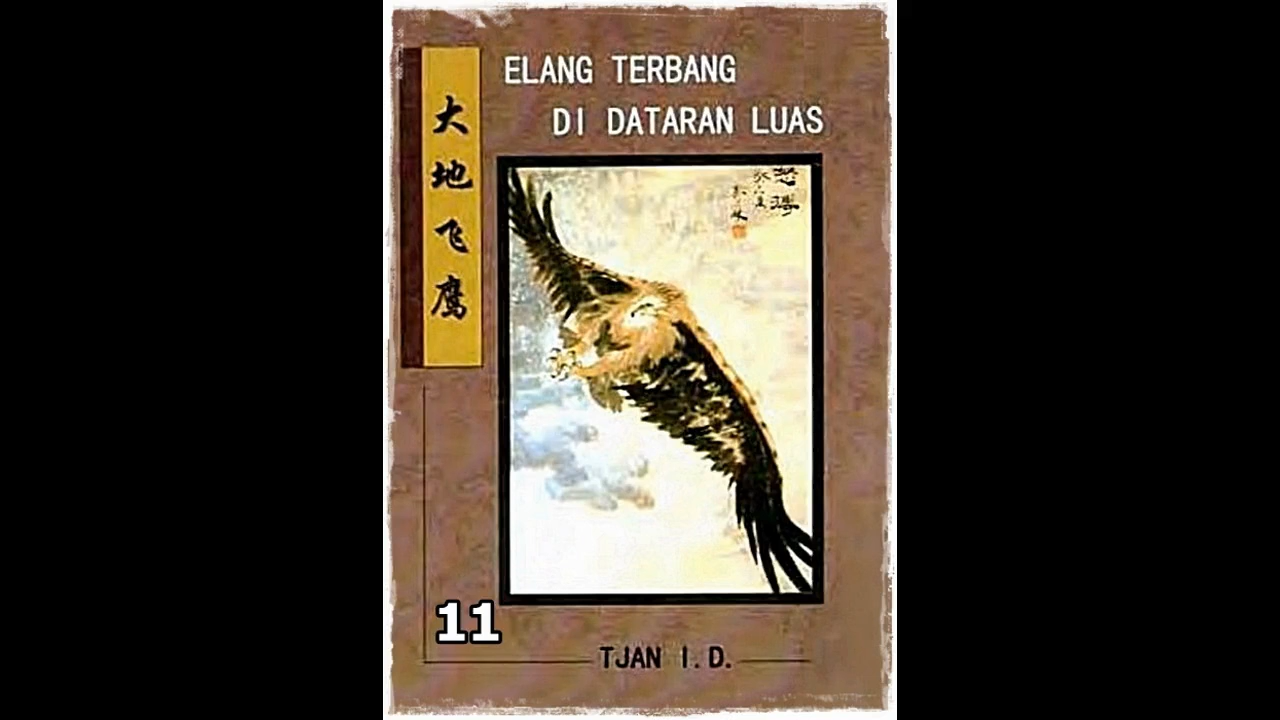 ELANG TERBANG
DI DATARAN LUAS
大地飞鹰
11
TJAN I.D.